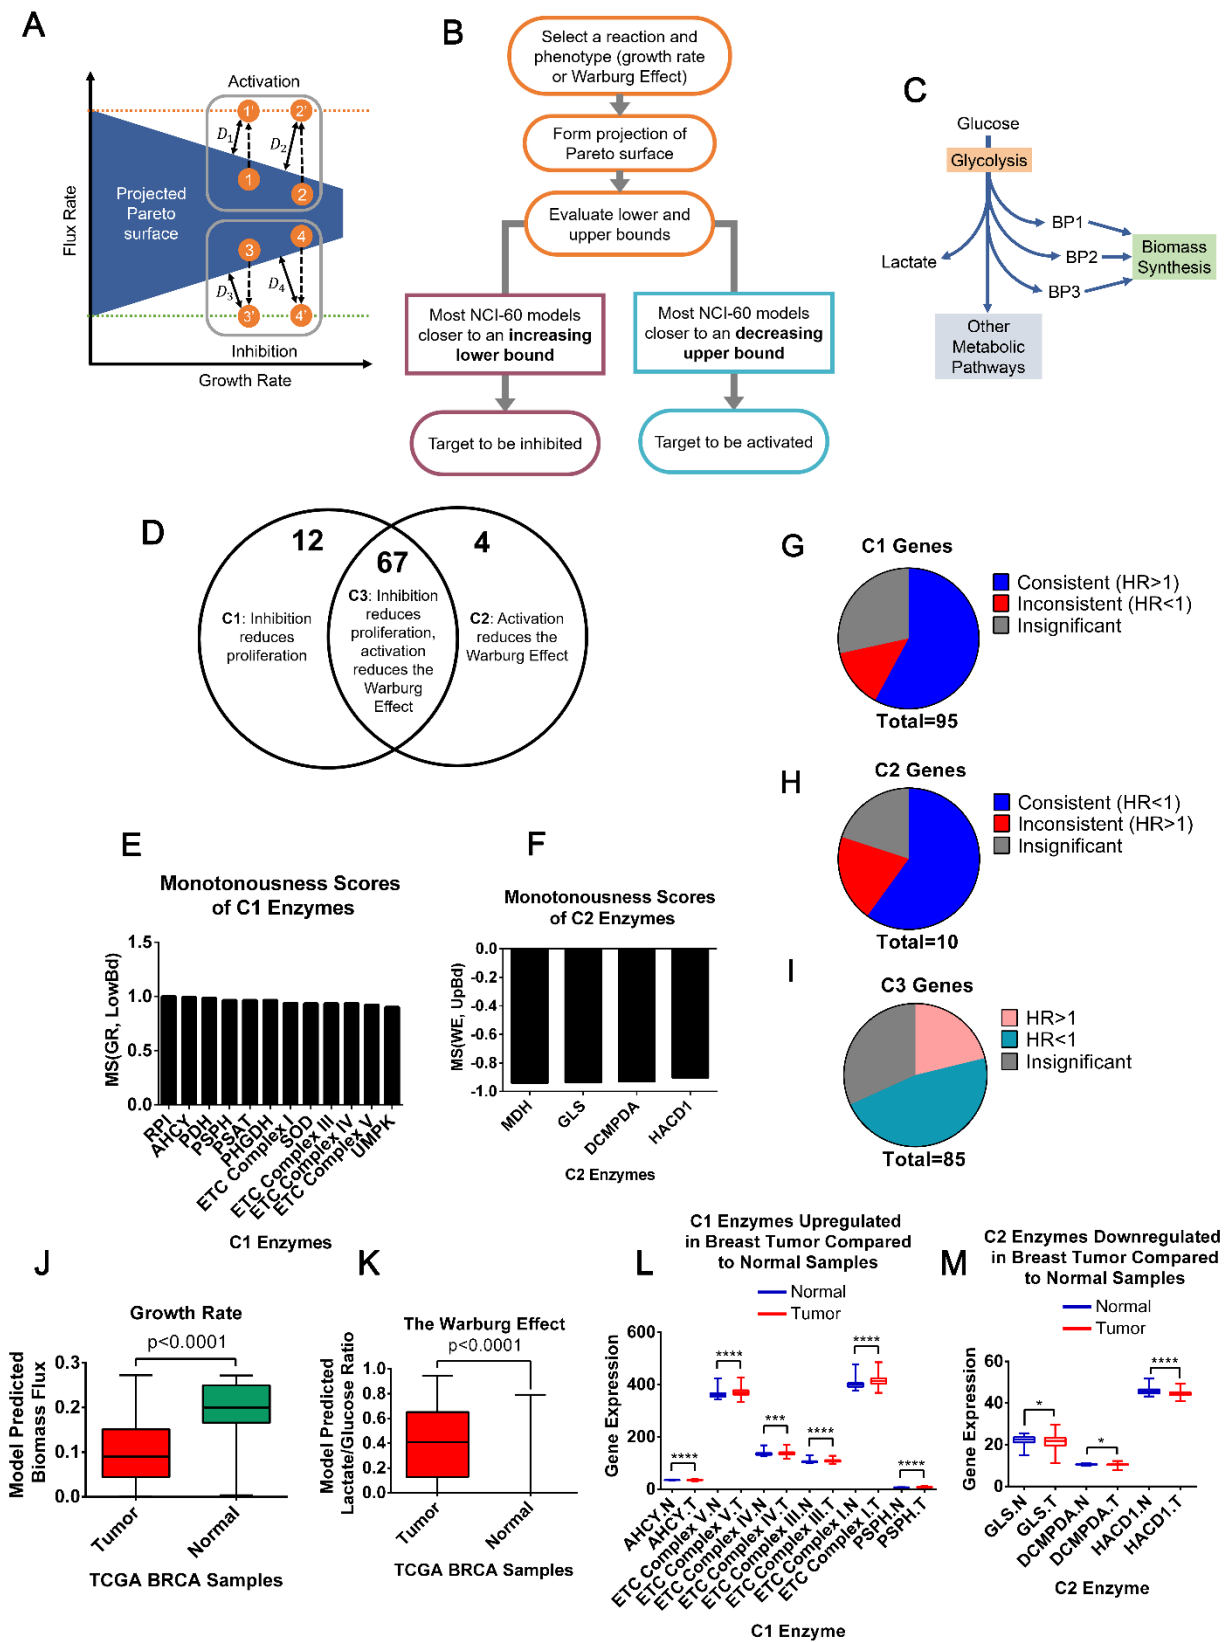 A
Activation
1'
2'
D1
D2
1
2
Projected
Pareto
surface
3
4
D3
D4
3'
4'
Inhibition
Flux Rate
Growth Rate
B
Select a reaction and
phenotype (growth rate
or Warburg Effect)
Form projection of
Pareto surface
Evaluate lower and
upper bounds
Most NCI-60 models
closer to an increasing
lower bound
Most NCI-60 models
closer to an decreasing
upper bound
Target to be inhibited
Target to be activated
C
Glucose
Glycolysis
BP1
BP2
BP3
Lactate
Biomass
Synthesis
Other
Metabolic
Pathways
D
12
67
4
C1: Inhibition
reduces
proliferation
C3: Inhibition
reduces
proliferation,
activation
reduces the
Warburg
Effect
C2: Activation
reduces the
Warburg Effect
G
C1 Genes
Consistent (HR>1)
Inconsistent (HR<1)
Insignificant
Total=95
H
C2 Genes
Consistent (HR<1)
Inconsistent (HR>1)
Insignificant
Total=10
I
C3 Genes
HR>1
HR<1
Insignificant
Total=85
E
Monotonousness Scores
of C1 Enzymes
MS(GR, LowBd)
1.5
1.0
0.5
0.0
RPI
AHCY
PDH
PSPH
PSAT
PHGDH
ETC Complex I
SOD
ETC Complex III
ETC Complex IV
ETC Complex V
UMPK
C1 Enzymes
F
Monotonousness Scores
of C2 Enzymes
MS(WE, UpBd)
0.0
-0.2
-0.4
-0.6
-0.8
-1.0
MDH
GLS
DCMPDA
HACD1
C2 Enzymes
J
Growth Rate
p<0.0001
Model Predicted
Biomass Flux
0.3
0.2
0.1
0.0
Tumor
Normal
TCGA BRCA Samples
K
The Warburg Effect
p<0.0001
Model Predicted
Lactate/Glucose Ratio
1.0
0.8
0.6
0.4
0.2
0.0
Tumor
Normal
TCGA BRCA Samples
L
C1 Enzymes Upregulated
in Breast Tumor Compared
to Normal Samples
Normal
Tumor
Gene Expression
600
400
200
0
****
****
***
****
****
****
AHCY.N
AHCY.T
ETC Complex V.N
ETC Complex V.T
ETC Complex IV.N
ETC Complex IV.T
ETC Complex III.N
ETC Complex III.T
ETC Complex I.N
ETC Complex I.T
PSPH.N
PSPH.T
C1 Enzyme
M
C2 Enzymes Downregulated
in Breast Tumor Compared
to Normal Samples
Normal
Tumor
Gene Expression
60
40
20
0
*
*
****
GLS.N
GLS.T
DCMPDA.N
DCMPDA.T
HACD1.N
HACD1.T
C2 Enzyme